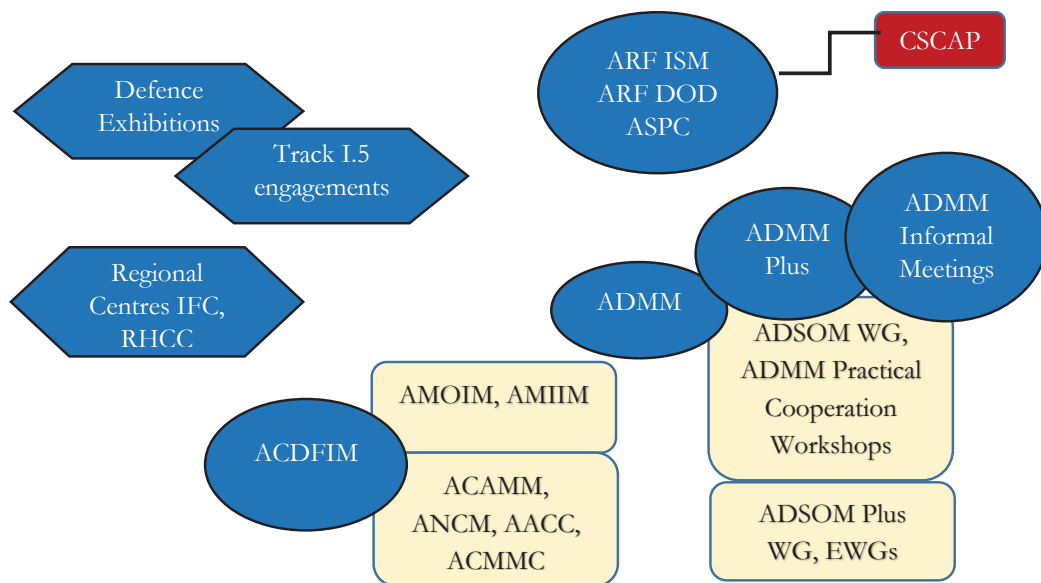 CSCAP
ARF ISM
ARF DOD
ASPC
Defence
Exhibitions
Track I.5
engagements
ADMM
Informal
Meetings
ADMM
Plus
Regional
Centres IFC,
RHCC
ADMM
ADSOM WG,
ADMM Practical
Cooperation
Workshops
AMOIM, AMIIM
ACDFIM
ACAMM,
ANCM, AACC,
ACMMC
ADSOM Plus
WG, EWGs